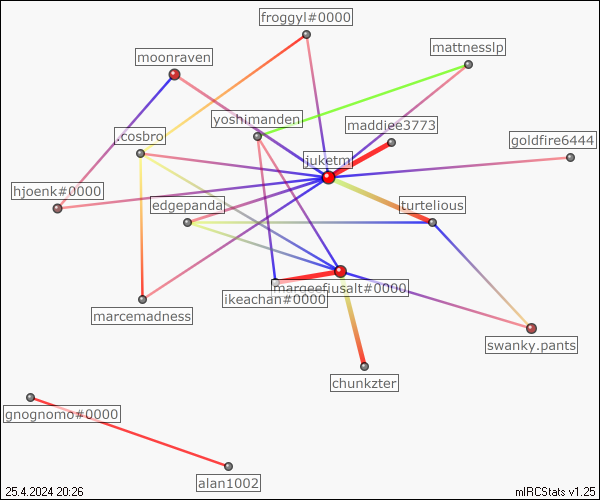 froggyl#0000
mattnesslp
moonraven
yoshimanden
maddiee3773
.cosbro
goldfire6444
juketm
hjoenk#0000
edgepanda
turtelious
margeefiusalt#0000
ikeachan#0000
marcemadness
swanky.pants
chunkzter
gnognomo#0000
alan1002
25.4.2024 20:26
mIRCStats v1.25